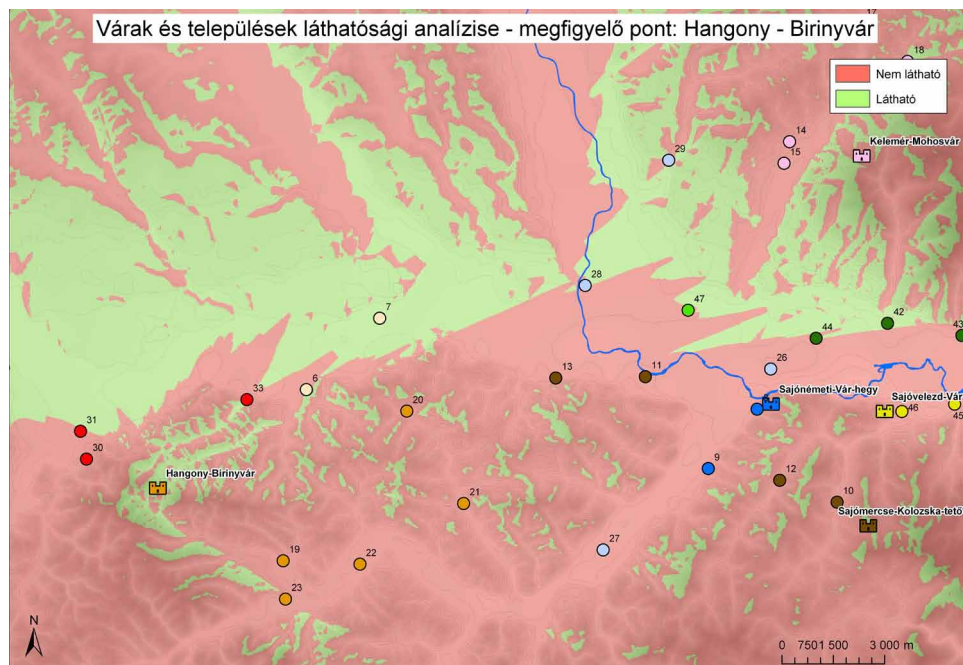 Várak és települések láthatósági analízise - megfigyelő pont: Hangony - Birinyvár
17
18
Nem látható
Látható
14
Kelemér-Mohosvár
29
15
28
7
47
42
44
43
13
11
26
6
33
20
Sajónémeti-Vár-hegy
Sajóvelezd-Vár
46
45
31
30
Hangony-Birinyvár
9
12
21
10
Sajómercse-Kolozska-tető
27
19
22
23
N
0 750 1 500 3 000 m